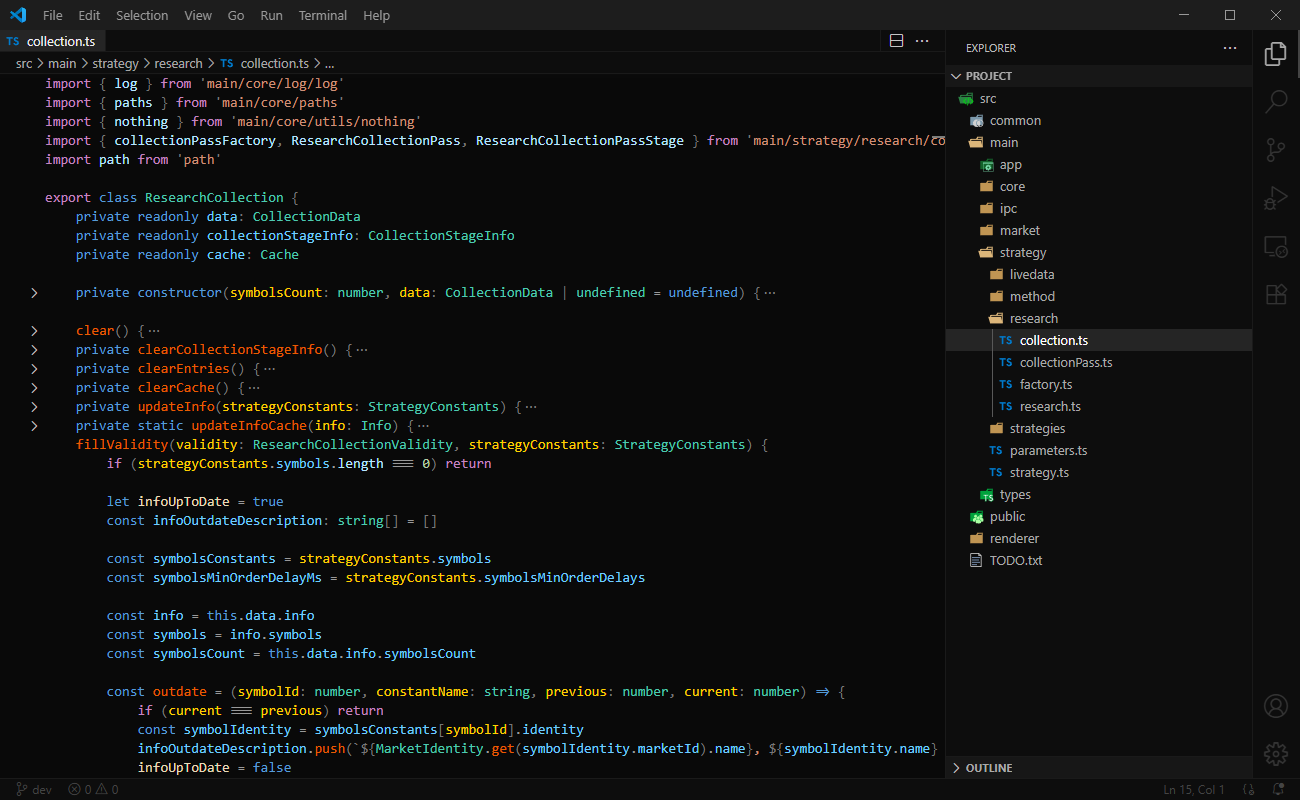 File Edit Selection View Go Run Terminal Help
TS collection.ts
src > main > strategy > research > TS collection.ts > ...
import { log } from 'main/core/log/log'
import { paths } from 'main/core/paths'
import { nothing } from 'main/core/utils/nothing'
import { collectionPassFactory, ResearchCollectionPass, ResearchCollectionPassStage } from 'main/strategy/research/co
import path from 'path'
export class ResearchCollection {
private readonly data: CollectionData
private readonly collectionStageInfo: CollectionStageInfo
private readonly cache: Cache
private constructor(symbolsCount: number, data: CollectionData | undefined = undefined) {⋯
clear() {⋯
private clearCollectionStageInfo() {⋯
private clearEntries() {⋯
private clearCache() {⋯
private updateInfo(strategyConstants: StrategyConstants) {⋯
private static updateInfoCache(info: Info) {⋯
fillValidity(validity: ResearchCollectionValidity, strategyConstants: StrategyConstants) {
if (strategyConstants.symbols.length === 0) return
let infoUpToDate = true
const infoOutdateDescription: string[] = []
const symbolsConstants = strategyConstants.symbols
const symbolsMinOrderDelayMs = strategyConstants.symbolsMinOrderDelays
const info = this.data.info
const symbols = info.symbols
const symbolsCount = this.data.info.symbolsCount
const outdate = (symbolId: number, constantName: string, previous: number, current: number) => {
if (current === previous) return
const symbolIdentity = symbolsConstants[symbolId].identity
infoOutdateDescription.push(`${MarketIdentity.get(symbolIdentity.marketId).name}, ${symbolIdentity.name}
infoUpToDate = false
EXPLORER
PROJECT
src
common
main
app
core
ipc
market
strategy
livedata
method
research
TS collection.ts
TS collectionPass.ts
TS factory.ts
TS research.ts
strategies
TS parameters.ts
TS strategy.ts
TS types
public
renderer
TODO.txt
OUTLINE
dev 0 0 Ln 15, Col 1